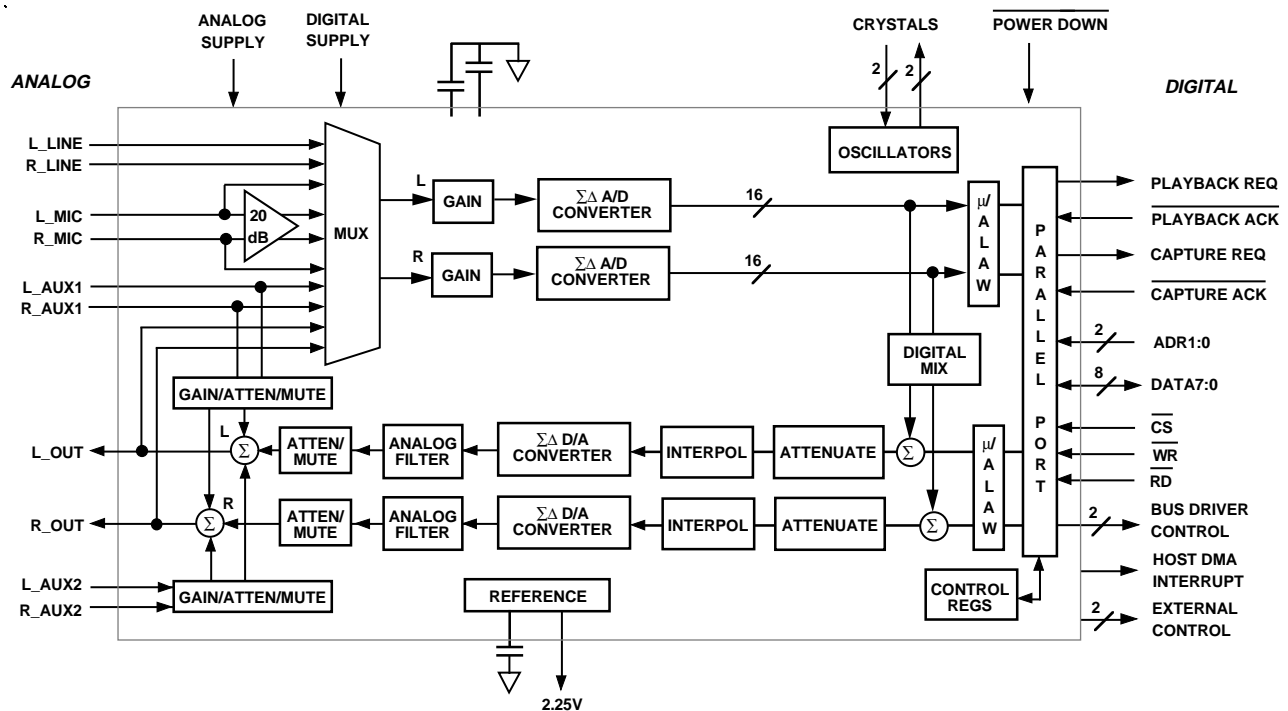 ANALOG
SUPPLY
DIGITAL
SUPPLY
CRYSTALS
POWER DOWN
ANALOG
DIGITAL
2
2
L_LINE
R_LINE
L_MIC
R_MIC
L_AUX1
R_AUX1
20
dB
MUX
L
GAIN
ΣΔ A/D
CONVERTER
16
R
GAIN
ΣΔ A/D
CONVERTER
16
OSCILLATORS
μ/
A
L
A
W
P
A
R
A
L
L
E
L
P
O
R
T
PLAYBACK REQ
PLAYBACK ACK
CAPTURE REQ
CAPTURE ACK
2
ADR1:0
8
DATA7:0
CS
WR
RD
2
BUS DRIVER
CONTROL
HOST DMA
INTERRUPT
2
EXTERNAL
CONTROL
DIGITAL
MIX
GAIN/ATTEN/MUTE
L_OUT
L
Σ
ATTEN/
MUTE
ANALOG
FILTER
ΣΔ D/A
CONVERTER
INTERPOL
ATTENUATE
Σ
μ/
A
L
A
W
R_OUT
R
Σ
ATTEN/
MUTE
ANALOG
FILTER
ΣΔ D/A
CONVERTER
INTERPOL
ATTENUATE
Σ
L_AUX2
R_AUX2
GAIN/ATTEN/MUTE
REFERENCE
CONTROL
REGS
2.25V